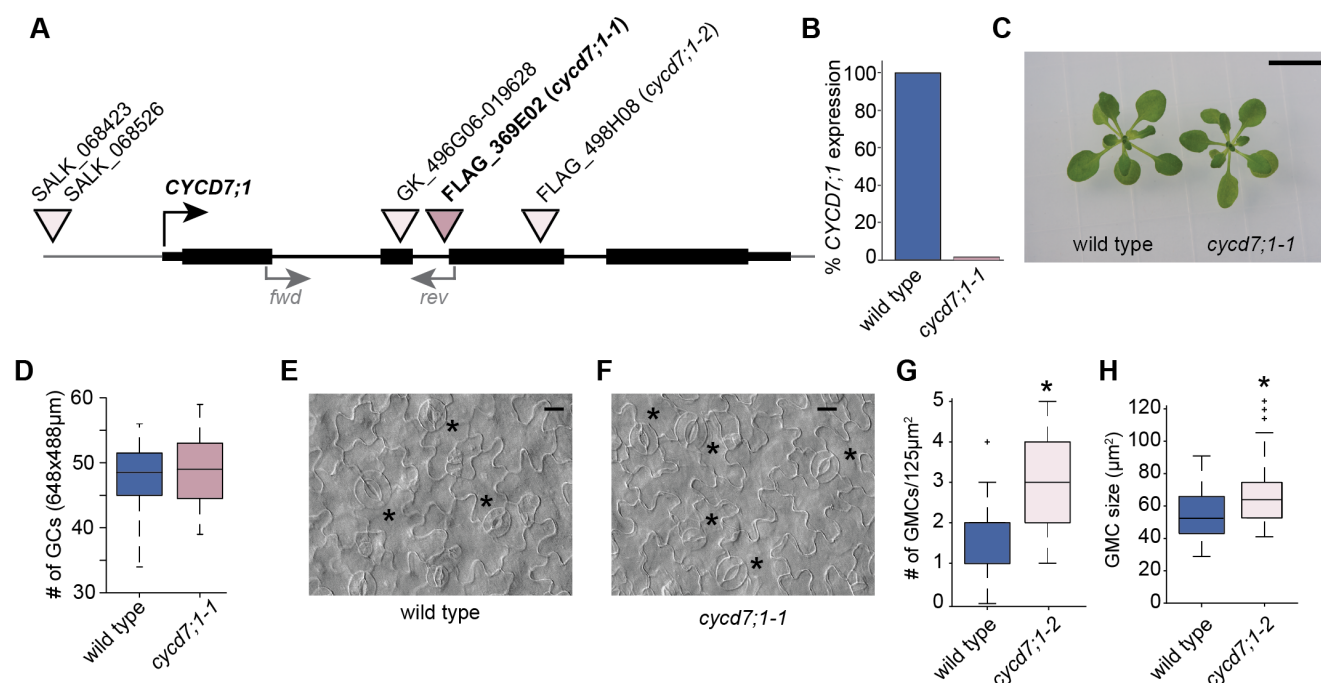 A
SALK_068423
SALK_068526
CYCD7;1
GK_496G06-019628
FLAG_369E02 (cycd7;1-1)
FLAG_498H08 (cycd7;1-2)
fwd
rev
B
% CYCD7;1 expression
100
80
60
40
20
0
wild type
cycd7;1-1
C
wild type
cycd7;1-1
D
# of GCs (648x488µm)
60
50
40
30
wild type
cycd7;1-1
E
*
*
*
wild type
F
*
*
*
*
*
cycd7;1-1
G
# of GMCs/125µm²
5
4
3
2
1
0
*
wild type
cycd7;1-2
H
GMC size (µm²)
120
100
80
60
40
20
0
*
wild type
cycd7;1-2